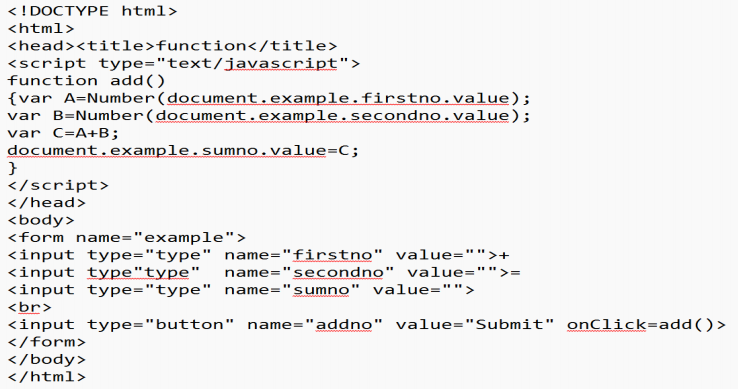 <!DOCTYPE html>
<html>
<head><title>function</title>
<script type="text/javascript">
function add()
{var A=Number(document.example.firstno.value);
var B=Number(document.example.secondno.value);
var C=A+B;
document.example.sumno.value=C;
}
</script>
</head>
<body>
<form name="example">
<input type="type" name="firstno" value="">+
<input type"type"  name="secondno" value="">=
<input type="type" name="sumno" value="">
<br>
<input type="button" name="addno" value="Submit" onClick=add()>
</form>
</body>
</html>